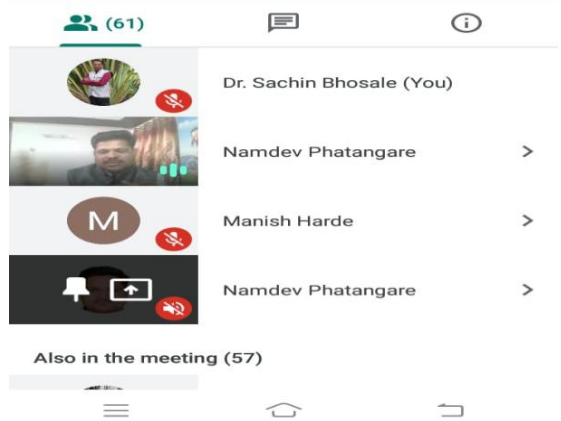 (61)
Dr. Sachin Bhosale (You)
Namdev Phatangare
M
Manish Harde
Namdev Phatangare
Also in the meeting (57)